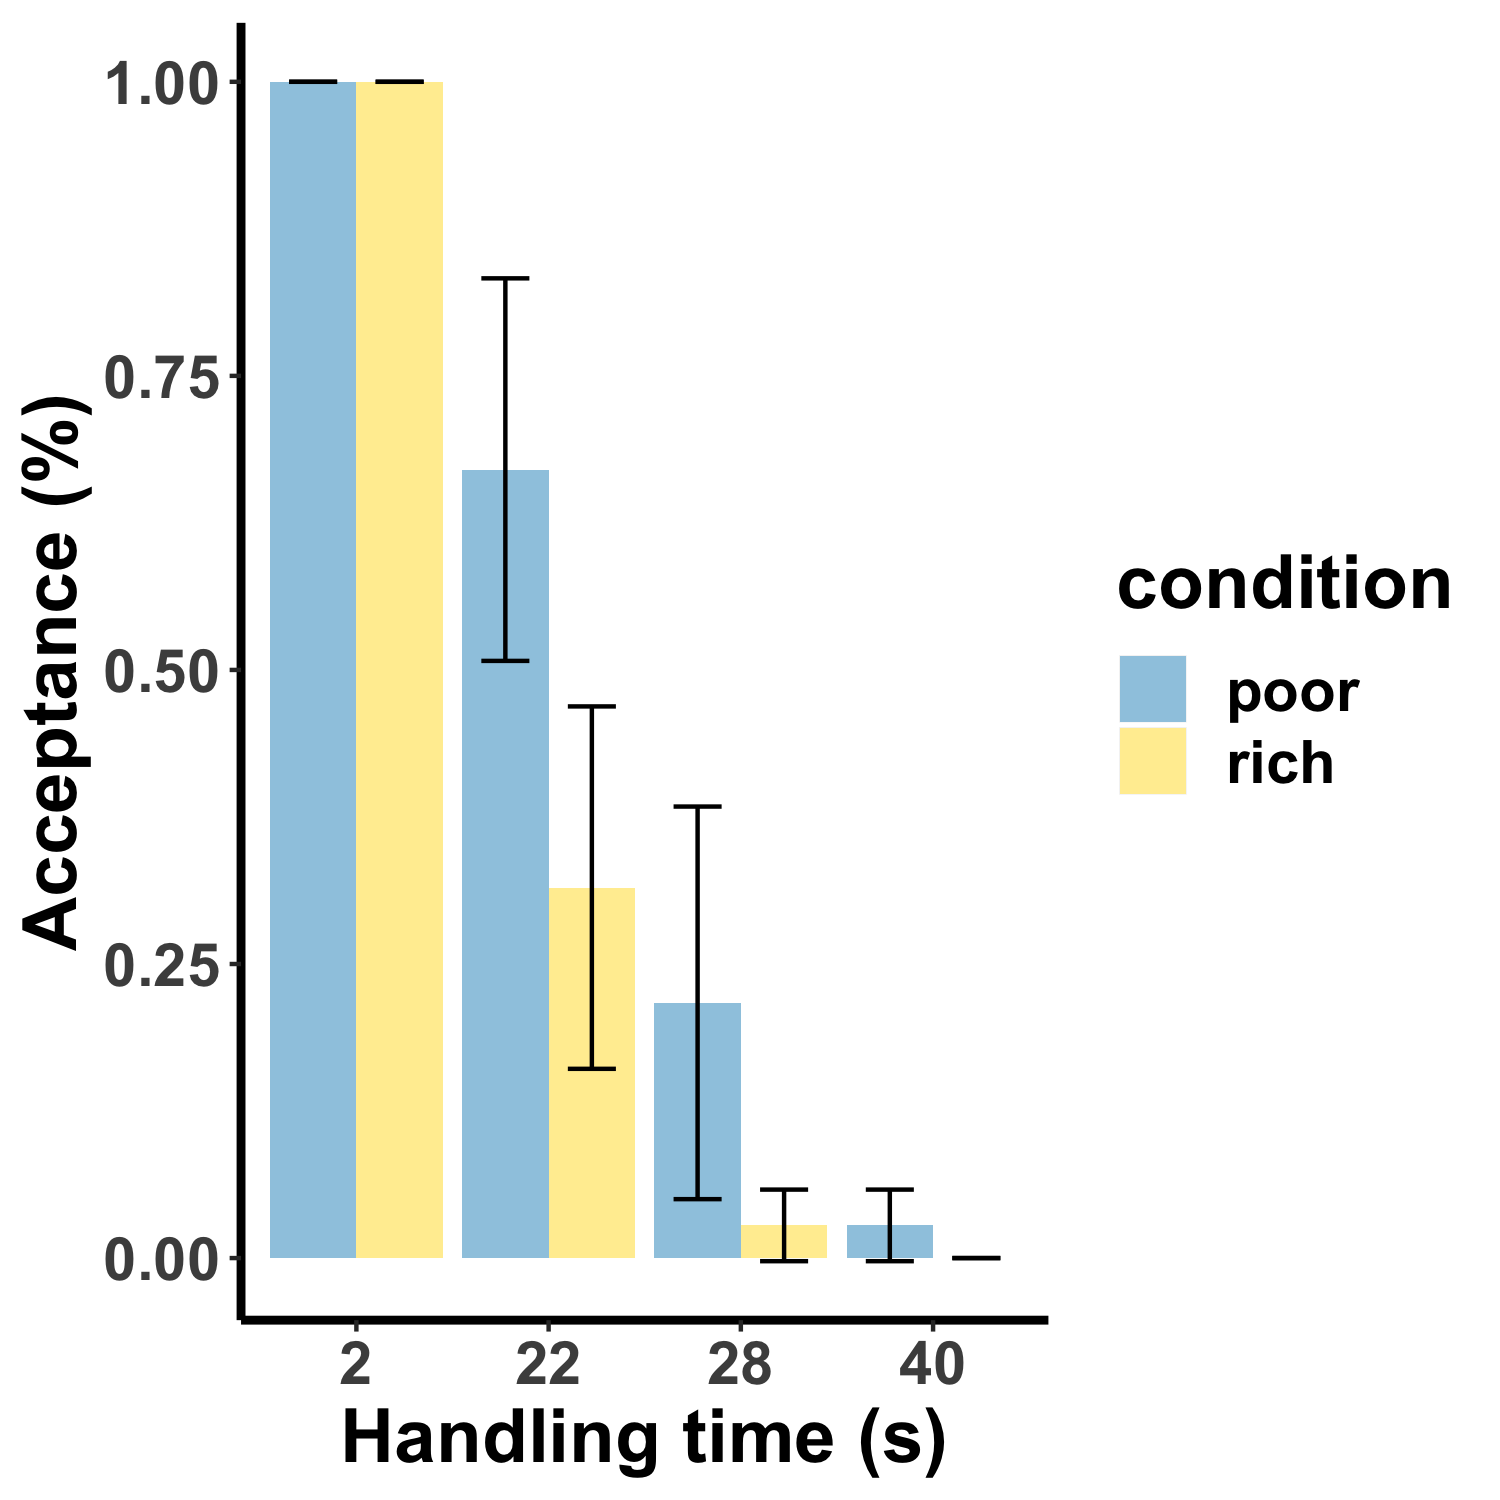 Acceptance (%)
1.00
0.75
0.50
0.25
0.00
2 22 28 40
Handling time (s)
condition
poor
rich